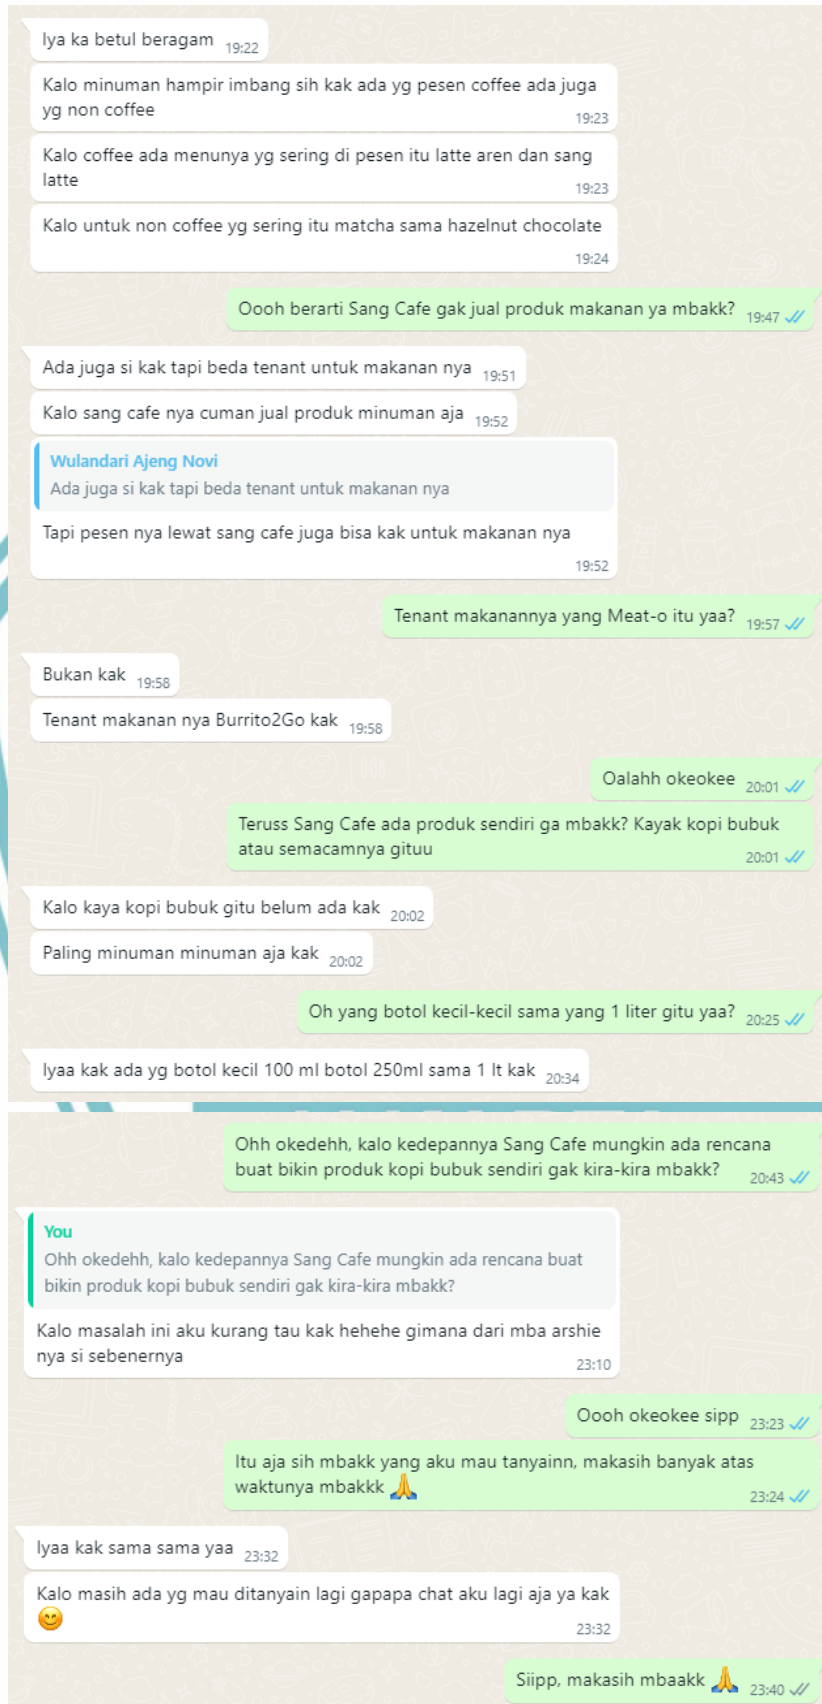 Iya ka betul beragam 19:22
Kalo minuman hampir imbang sih kak ada yg pesen coffee ada juga
yg non coffee
19:23
Kalo coffee ada menunya yg sering di pesen itu latte aren dan sang
latte
19:23
Kalo untuk non coffee yg sering itu matcha sama hazelnut chocolate
19:24
Oooh berarti Sang Cafe gak jual produk makanan ya mbakk? 19:47
Ada juga si kak tapi beda tenant untuk makanan nya 19:51
Kalo sang cafe nya cuman jual produk minuman aja 19:52
Wulandari Ajeng Novi
Ada juga si kak tapi beda tenant untuk makanan nya
Tapi pesen nya lewat sang cafe juga bisa kak untuk makanan nya
19:52
Tenant makanannya yang Meat-o itu yaa? 19:57
Bukan kak 19:58
Tenant makanan nya Burrito2Go kak 19:58
Oalahh okeokee 20:01
Teruss Sang Cafe ada produk sendiri ga mbakk? Kayak kopi bubuk
atau semacamnya gituu
20:01
Kalo kaya kopi bubuk gitu belum ada kak 20:02
Paling minuman minuman aja kak 20:02
Oh yang botol kecil-kecil sama yang 1 liter gitu yaa? 20:25
Iyaa kak ada yg botol kecil 100 ml botol 250ml sama 1 lt kak 20:34
Ohh okedehh, kalo kedepannya Sang Cafe mungkin ada rencana
buat bikin produk kopi bubuk sendiri gak kira-kira mbakk?
20:43
You
Ohh okedehh, kalo kedepannya Sang Cafe mungkin ada rencana buat
bikin produk kopi bubuk sendiri gak kira-kira mbakk?
Kalo masalah ini aku kurang tau kak hehehe gimana dari mba arshie
nya si sebenernya
23:10
Oooh okeokee sipp 23:23
Itu aja sih mbakk yang aku mau tanyainn, makasih banyak atas
waktunya mbakkk 🙏
23:24
Iyaa kak sama sama yaa 23:32
Kalo masih ada yg mau ditanyain lagi gapapa chat aku lagi aja ya kak
😊
23:32
Siipp, makasih mbaakk 🙏 23:40